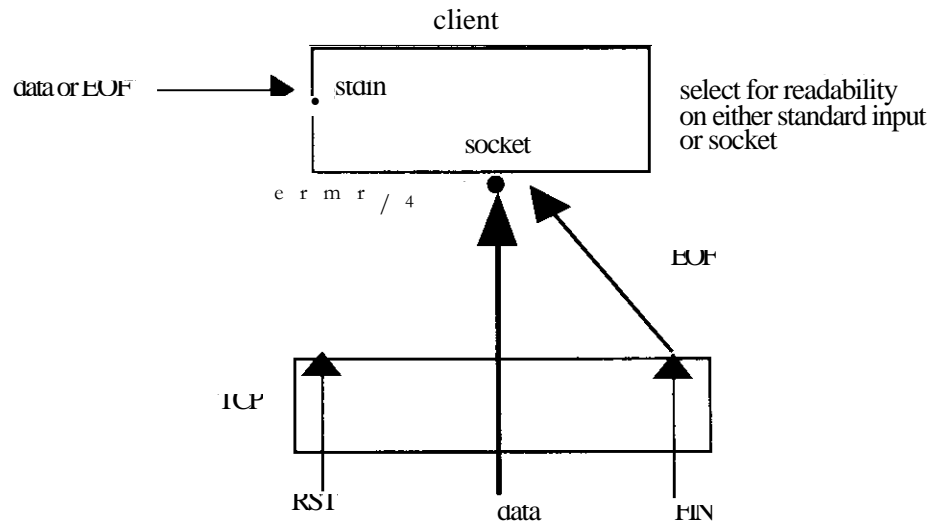 client
data or EOF
stdin
select for readability
on either standard input
or socket
socket
EOF
TCP
RST
data
FIN